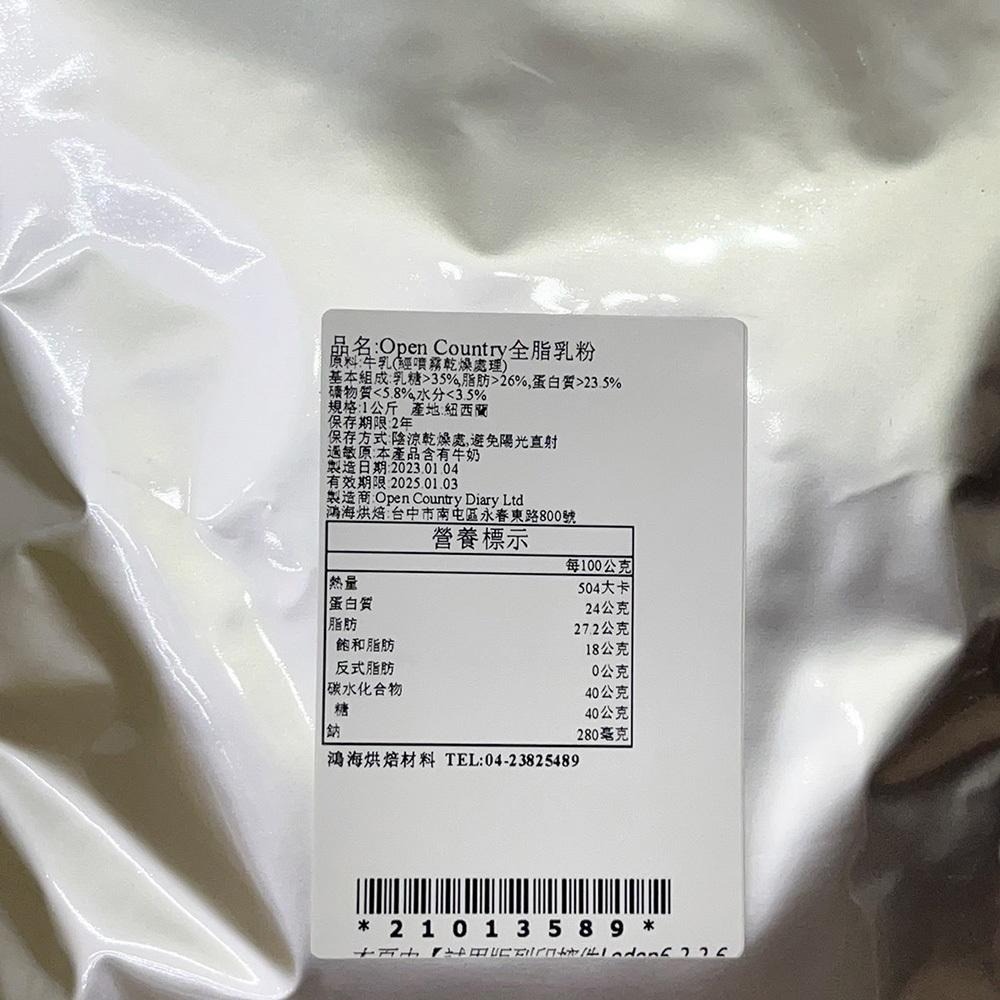 品名:Open Country全脂乳粉
原料:牛乳(經噴霧乾燥處理)
基本組成:乳糖>35%,脂肪>26%,蛋白質>23.5%
礦物質<5.8%,水分<3.5%
規格:1公斤 產地:紐西蘭
保存期限:2年
保存方式:陰涼乾燥處,避免陽光直射
過敏原:本產品含有牛奶
製造日期:2023.01.04
有效期限:2025.01.03
製造商:Open Country Diary Ltd
鴻海烘焙:台中市南屯區永春東路800號
營養標示
每100公克
熱量 504大卡
蛋白質 24公克
脂肪 27.2公克
飽和脂肪 18公克
反式脂肪 0公克
碳水化合物 40公克
糖 40公克
鈉 280毫克
鴻海烘焙材料 TEL:04-23825489
*21013589*